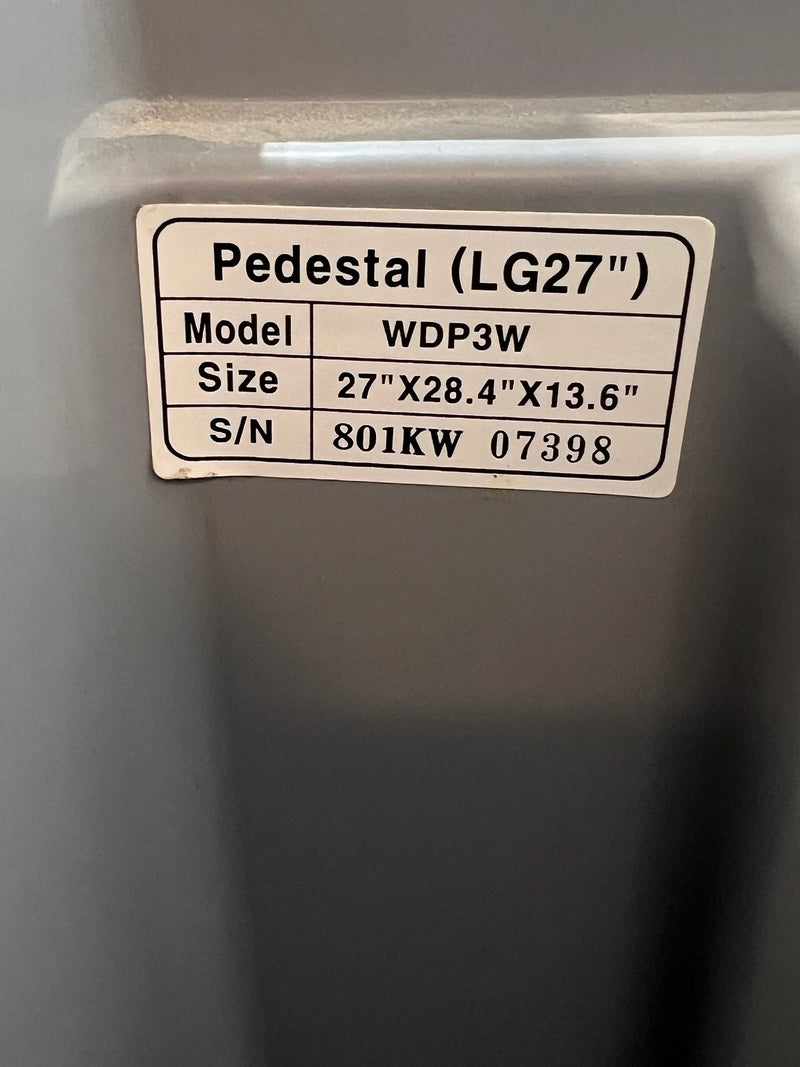 Pedestal (LG27")
Model WDP3W
Size 27"X28.4"X13.6"
S/N 801KW 07398